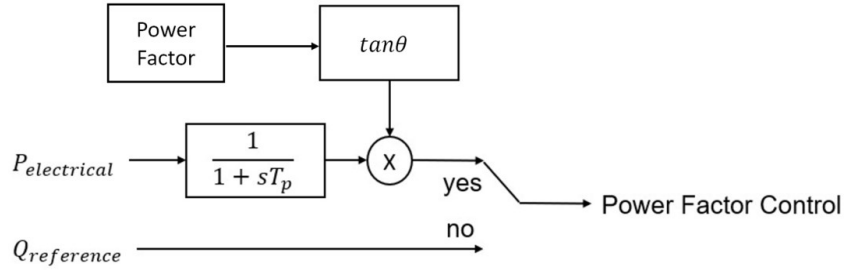 Power
Factor
tanθ
P_electrical
1
1 + sT_p
X
yes
Power Factor Control
no
Q_reference